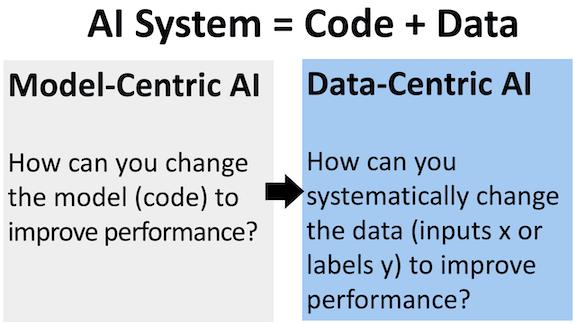 AI System = Code + Data
Model-Centric AI
How can you change
the model (code) to
improve performance?
Data-Centric AI
How can you
systematically change
the data (inputs x or
labels y) to improve
performance?